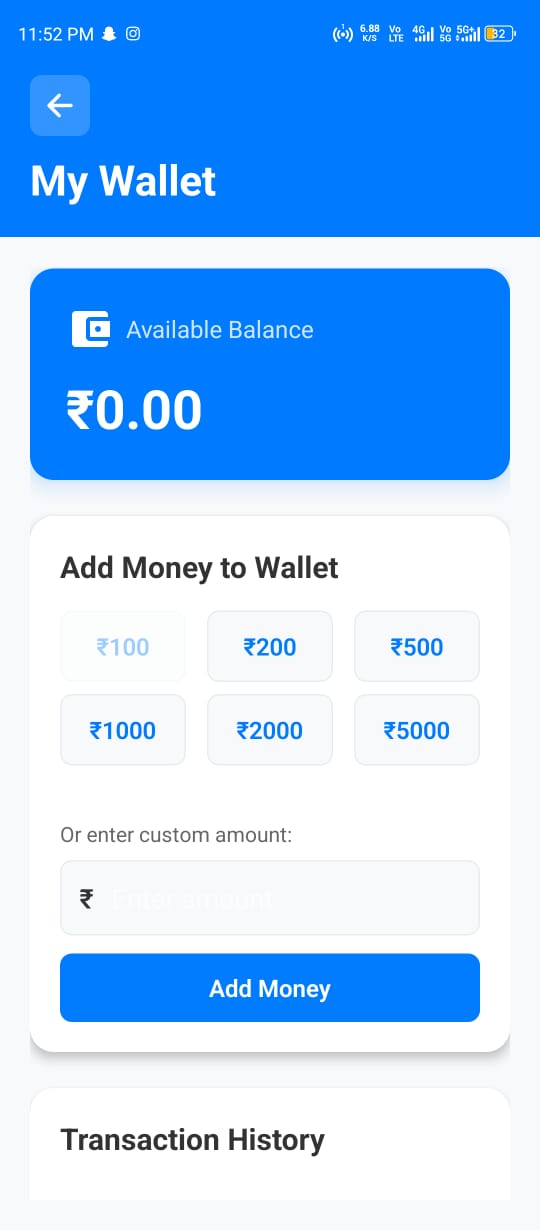 11:52 PM
1 6.88 K/S Vo LTE 4G Vo 5G 5G+ 32
My Wallet
Available Balance
₹0.00
Add Money to Wallet
₹100 ₹200 ₹500
₹1000 ₹2000 ₹5000
Or enter custom amount:
₹ Enter amount
Add Money
Transaction History